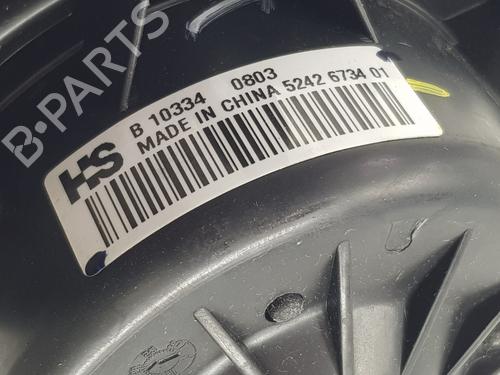 B-PARTS
HS
B 10334 0803
MADE IN CHINA 5242 6734 01